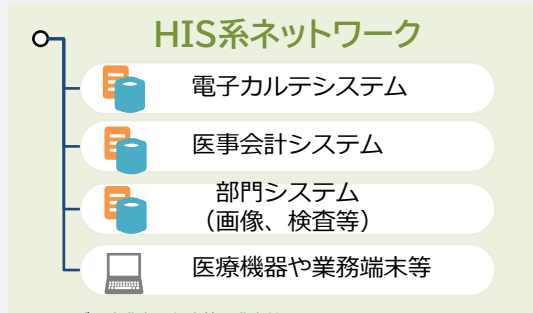 HIS系ネットワーク
電子カルテシステム
医事会計システム
部門システム
（画像、検査等）
医療機器や業務端末等